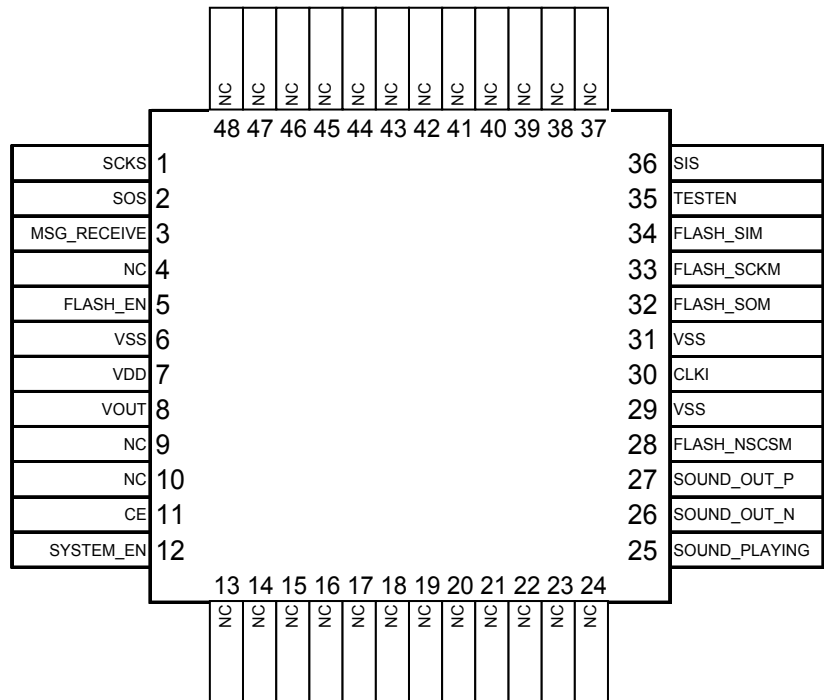 NC NC NC NC NC NC NC NC NC NC NC NC
48 47 46 45 44 43 42 41 40 39 38 37
SCKS 1 36 SIS
SOS 2 35 TESTEN
MSG_RECEIVE 3 34 FLASH_SIM
NC 4 33 FLASH_SCKM
FLASH_EN 5 32 FLASH_SOM
VSS 6 31 VSS
VDD 7 30 CLKI
VOUT 8 29 VSS
NC 9 28 FLASH_NSCSM
NC 10 27 SOUND_OUT_P
CE 11 26 SOUND_OUT_N
SYSTEM_EN 12 25 SOUND_PLAYING
13 14 15 16 17 18 19 20 21 22 23 24
NC NC NC NC NC NC NC NC NC NC NC NC